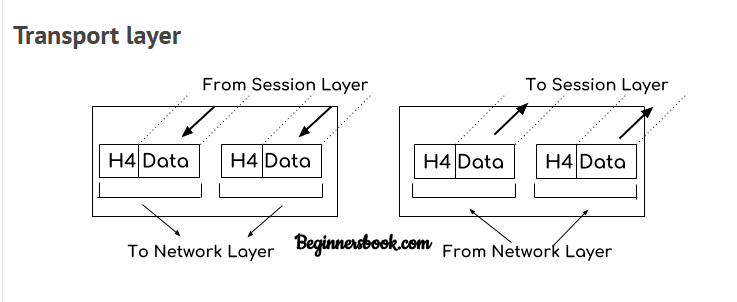 Transport layer
From Session Layer
To Session Layer
H4 Data
H4 Data
H4 Data
H4 Data
To Network Layer
Beginnersbook.com
From Network Layer